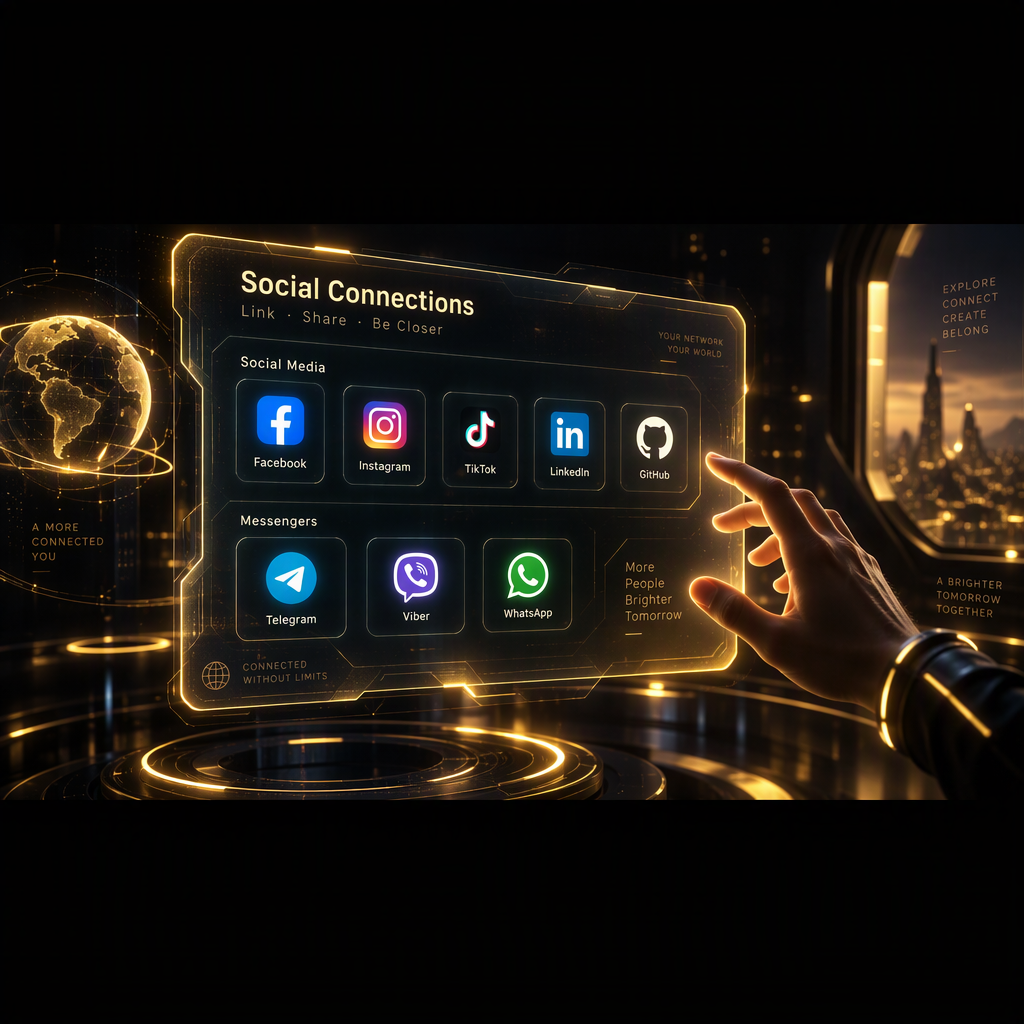 Social Connections
Link · Share · Be Closer
YOUR NETWORK
YOUR WORLD
Social Media
Facebook
Instagram
TikTok
in
LinkedIn
GitHub
Messengers
Telegram
Viber
WhatsApp
More
People
Brighter
Tomorrow
CONNECTED
WITHOUT LIMITS
A MORE
CONNECTED
YOU
EXPLORE
CONNECT
CREATE
BELONG
A BRIGHTER
TOMORROW
TOGETHER